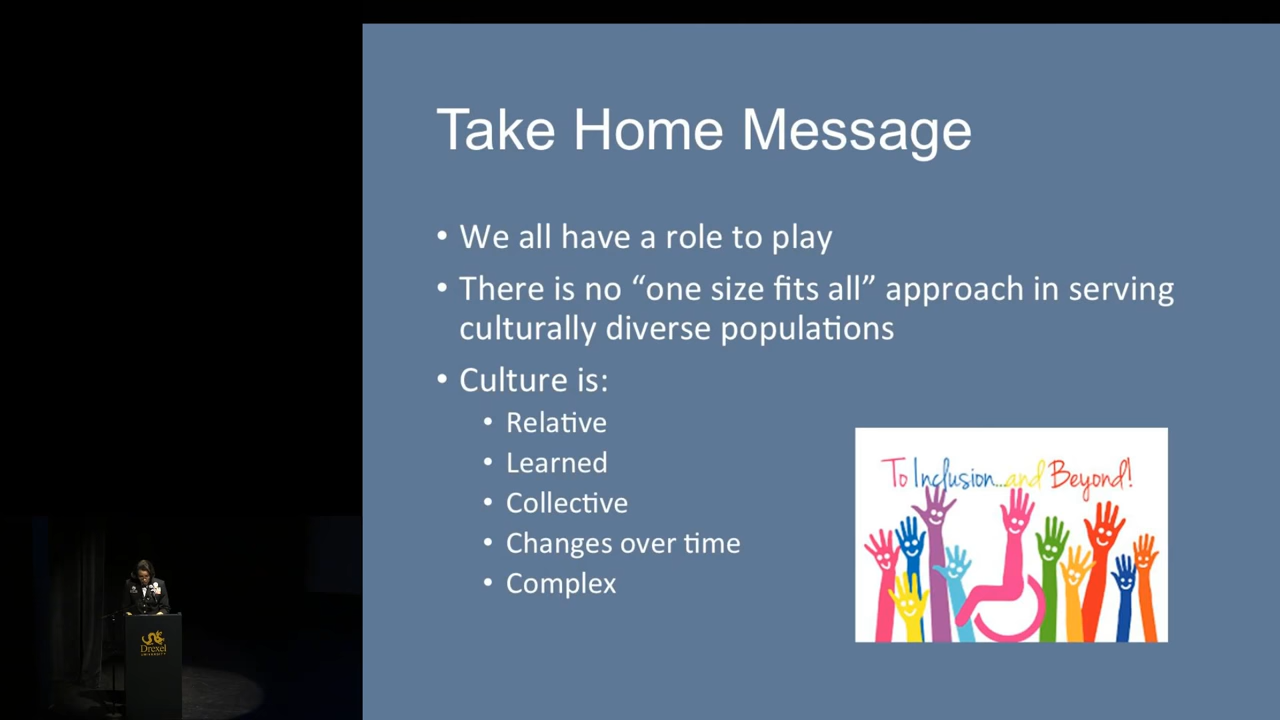 Take Home Message
• We all have a role to play
• There is no “one size fits all” approach in serving
culturally diverse populations
• Culture is:
• Relative
• Learned
• Collective
• Changes over time
• Complex
To Inclusion...and Beyond!
Drexel
UNIVERSITY